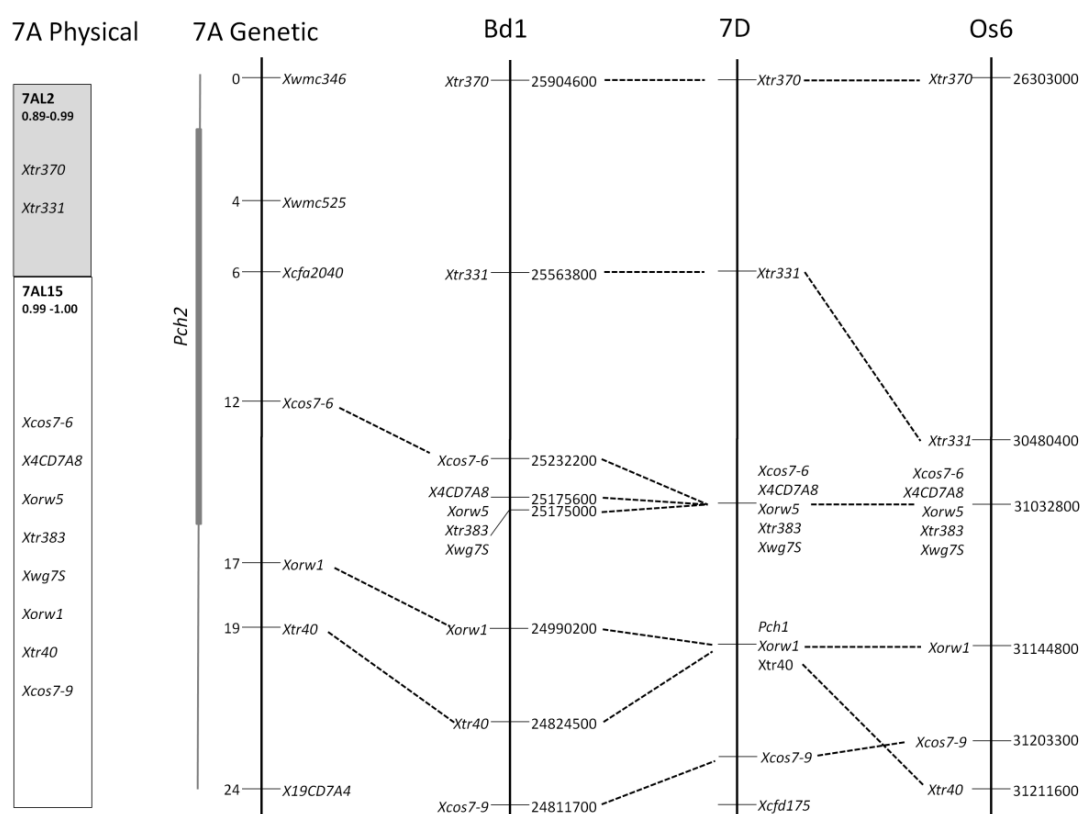 7A Physical
7A Genetic
Bd1
7D
Os6
7AL2
0.89-0.99
Xtr370
Xtr331
7AL15
0.99 -1.00
Xcos7-6
X4CD7A8
Xorw5
Xtr383
Xwg7S
Xorw1
Xtr40
Xcos7-9
Pch2
0 Xwmc346
4 Xwmc525
6 Xcfa2040
12 Xcos7-6
17 Xorw1
19 Xtr40
24 X19CD7A4
Xtr370 25904600
Xtr331 25563800
Xcos7-6 25232200
X4CD7A8 25175600
Xorw5 25175000
Xtr383
Xwg7S
Xorw1 24990200
Xtr40 24824500
Xcos7-9 24811700
Xtr370
Xtr331
Xcos7-6
X4CD7A8
Xorw5
Xtr383
Xwg7S
Pch1
Xorw1
Xtr40
Xcos7-9
Xcfd175
Xtr370 26303000
Xtr331 30480400
Xcos7-6
X4CD7A8
Xorw5 31032800
Xtr383
Xwg7S
Xorw1 31144800
Xcos7-9 31203300
Xtr40 31211600